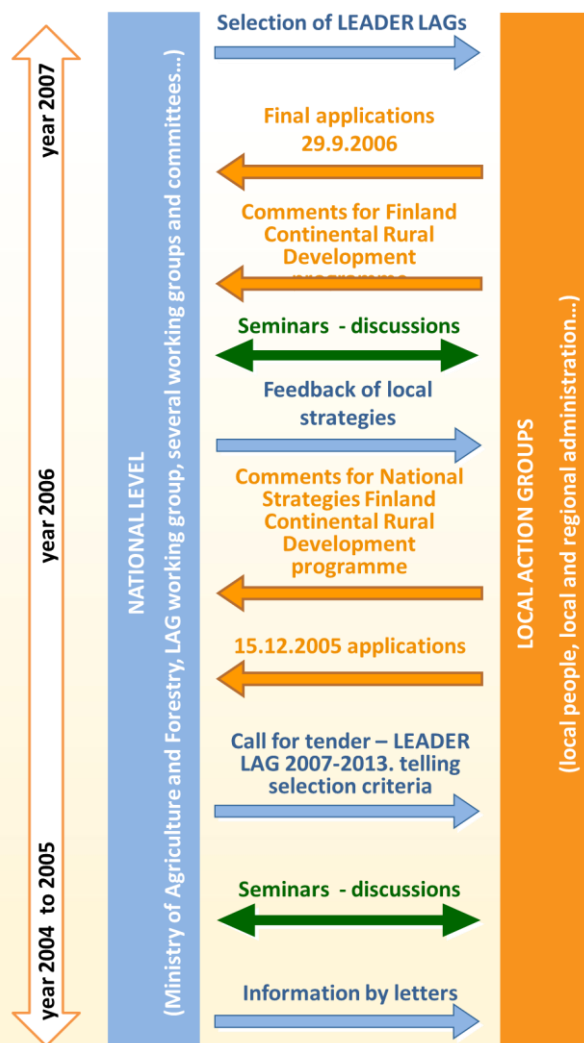 Selection of LEADER LAGs
Final applications
29.9.2006
Comments for Finland
Continental Rural
Development
programme
Seminars - discussions
Feedback of local
strategies
Comments for National
Strategies Finland
Continental Rural
Development
programme
15.12.2005 applications
Call for tender – LEADER
LAG 2007-2013. telling
selection criteria
Seminars - discussions
Information by letters
year 2007
year 2006
year 2004 to 2005
NATIONAL LEVEL
(Ministry of Agriculture and Forestry, LAG working group, several working groups and committees...)
LOCAL ACTION GROUPS
(local people, local and regional administration...)